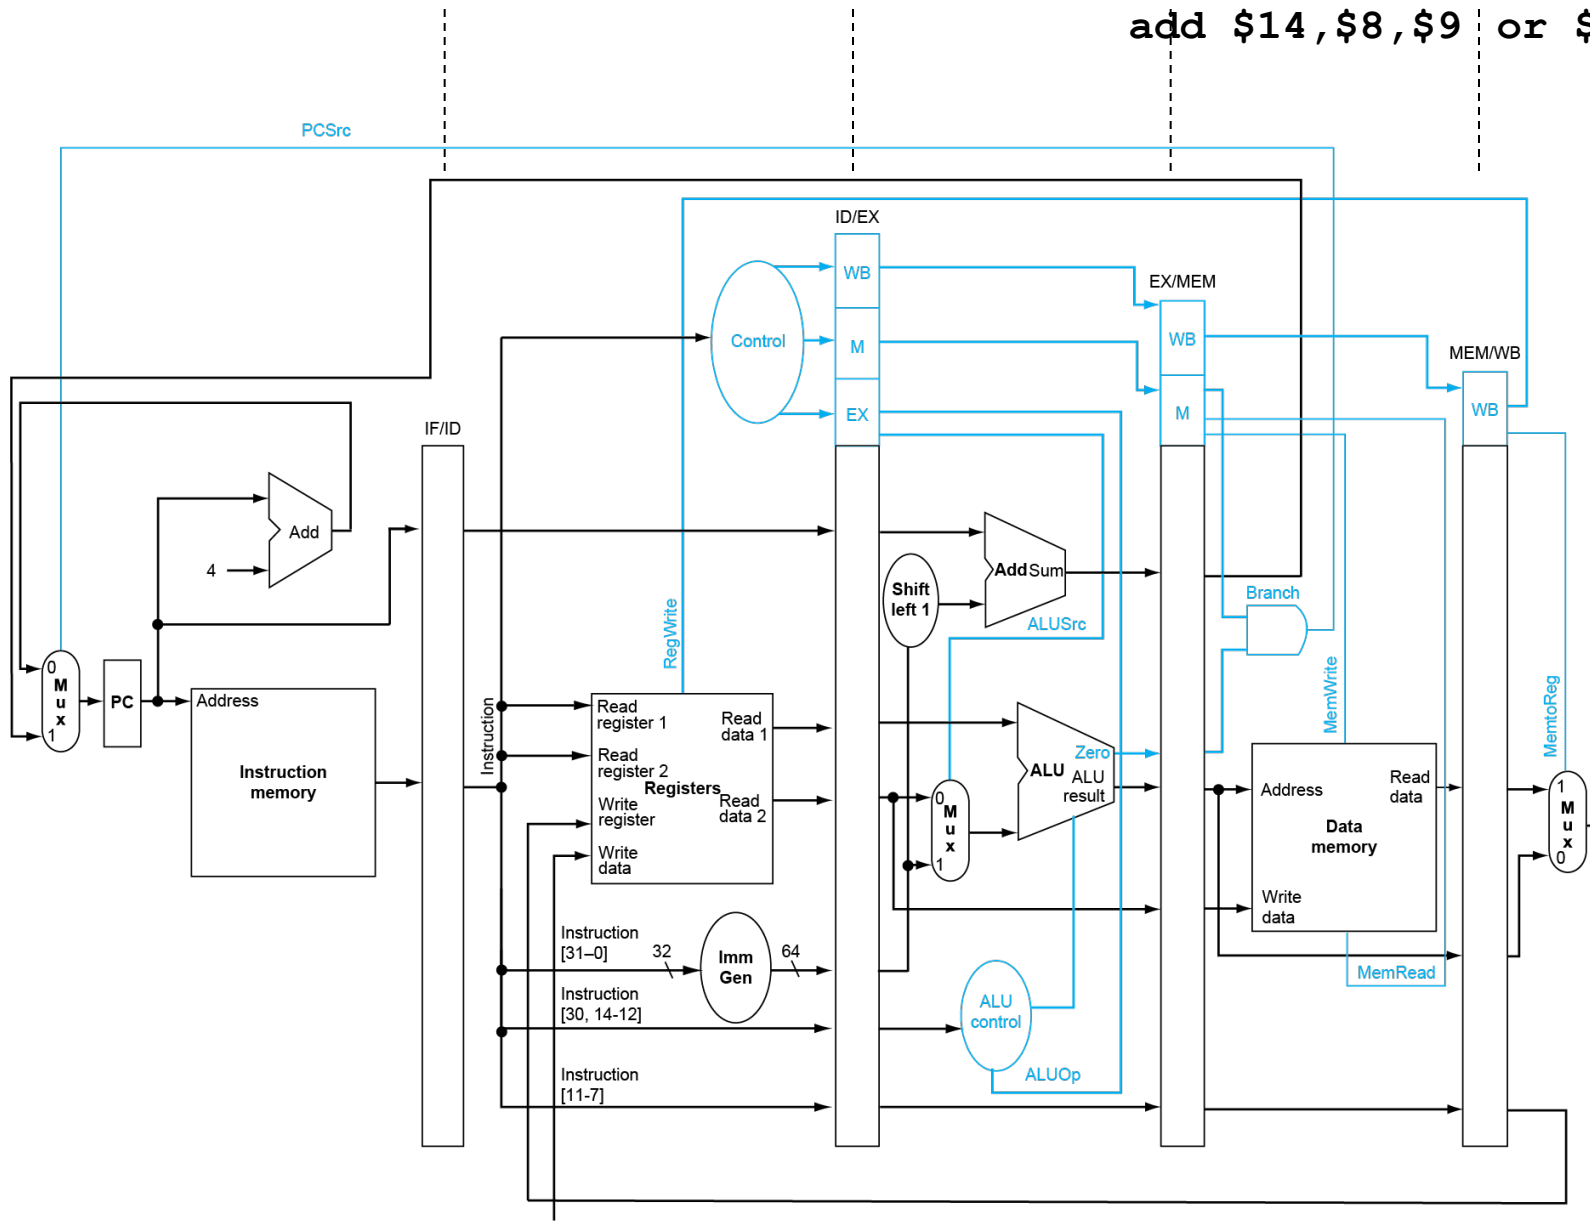 add $14,$8,$9 or $
PCSrc
ID/EX
WB
EX/MEM
Control
M
WB
MEM/WB
EX
M
WB
IF/ID
Add
4
Shift
left 1
Add Sum
Branch
ALUSrc
RegWrite
MemWrite
MemtoReg
0
M
u
x
1
PC
Address
Instruction
memory
Instruction
Read
register 1
Read
data 1
Read
register 2
Registers
Write
register
Read
data 2
Write
data
Zero
ALU
ALU
result
0
M
u
x
1
Address
Read
data
Data
memory
Write
data
1
M
u
x
0
Instruction
[31–0]
32
Imm
Gen
64
MemRead
Instruction
[30, 14-12]
ALU
control
Instruction
[11-7]
ALUOp